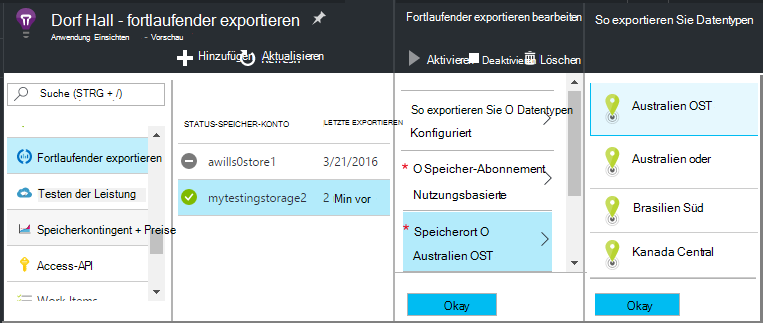 Dorf Hall - fortlaufender exportieren
Anwendung Einsichten - Vorschau
Hinzufügen
Aktualisieren
Suche (STRG + /)
Fortlaufender exportieren
Testen der Leistung
Speicherkontingent + Preise
Access-API
Work Items
STATUS-SPEICHER-KONTO
LETZTE EXPORTIEREN
awills0store1
3/21/2016
mytestingstorage2
2 Min vor
Fortlaufender exportieren bearbeiten
Aktivieren
Deaktivieren
Löschen
So exportieren Sie O Datentypen
Konfiguriert
* O Speicher-Abonnement
Nutzungsbasierte
* Speicherort O
Australien OST
Okay
So exportieren Sie Datentypen
Australien OST
Australien oder
Brasilien Süd
Kanada Central
Okay